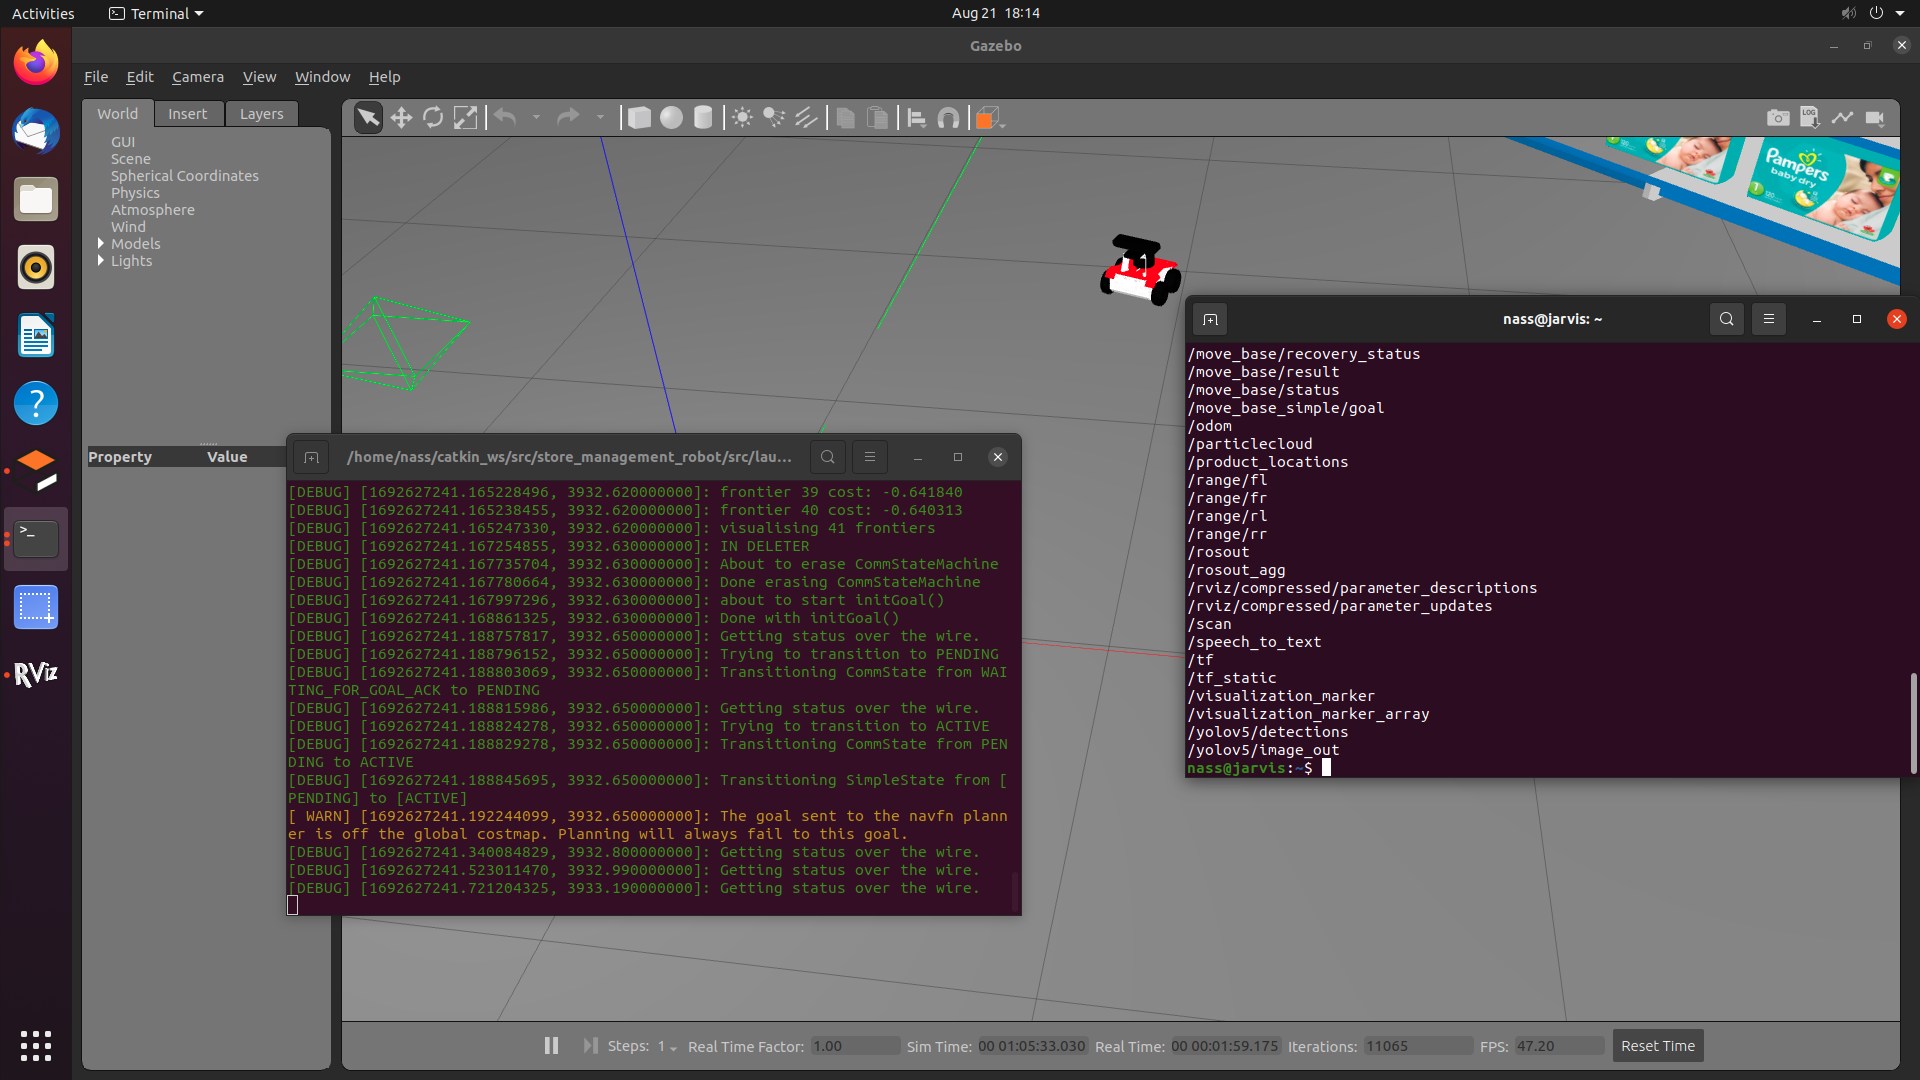 Activities
Terminal
Aug 21 18:14
Gazebo
File Edit Camera View Window Help
World Insert Layers
GUI
Scene
Spherical Coordinates
Physics
Atmosphere
Wind
Models
Lights
Property Value
LOG
Pampers
baby dry
1
120
/home/nass/catkin_ws/src/store_management_robot/src/lau...
[DEBUG] [1692627241.165228496, 3932.620000000]: frontier 39 cost: -0.641840
[DEBUG] [1692627241.165238455, 3932.620000000]: frontier 40 cost: -0.640313
[DEBUG] [1692627241.165247330, 3932.620000000]: visualising 41 frontiers
[DEBUG] [1692627241.167254855, 3932.630000000]: IN DELETER
[DEBUG] [1692627241.167735704, 3932.630000000]: About to erase CommStateMachine
[DEBUG] [1692627241.167780664, 3932.630000000]: Done erasing CommStateMachine
[DEBUG] [1692627241.167997296, 3932.630000000]: about to start initGoal()
[DEBUG] [1692627241.168861325, 3932.630000000]: Done with initGoal()
[DEBUG] [1692627241.188757817, 3932.650000000]: Getting status over the wire.
[DEBUG] [1692627241.188796152, 3932.650000000]: Trying to transition to PENDING
[DEBUG] [1692627241.188803069, 3932.650000000]: Transitioning CommState from WAI
TING_FOR_GOAL_ACK to PENDING
[DEBUG] [1692627241.188815986, 3932.650000000]: Getting status over the wire.
[DEBUG] [1692627241.188824278, 3932.650000000]: Trying to transition to ACTIVE
[DEBUG] [1692627241.188829278, 3932.650000000]: Transitioning CommState from PEN
DING to ACTIVE
[DEBUG] [1692627241.188845695, 3932.650000000]: Transitioning SimpleState from [
PENDING] to [ACTIVE]
[ WARN] [1692627241.192244099, 3932.650000000]: The goal sent to the navfn plann
er is off the global costmap. Planning will always fail to this goal.
[DEBUG] [1692627241.340084829, 3932.800000000]: Getting status over the wire.
[DEBUG] [1692627241.523011470, 3932.990000000]: Getting status over the wire.
[DEBUG] [1692627241.721204325, 3933.190000000]: Getting status over the wire.
nass@jarvis: ~
/move_base/recovery_status
/move_base/result
/move_base/status
/move_base_simple/goal
/odom
/particlecloud
/product_locations
/range/fl
/range/fr
/range/rl
/range/rr
/rosout
/rosout_agg
/rviz/compressed/parameter_descriptions
/rviz/compressed/parameter_updates
/scan
/speech_to_text
/tf
/tf_static
/visualization_marker
/visualization_marker_array
/yolov5/detections
/yolov5/image_out
nass@jarvis:~$
RViz
Steps: 1 Real Time Factor: 1.00 Sim Time: 00 01:05:33.030 Real Time: 00 00:01:59.175 Iterations: 11065 FPS: 47.20 Reset Time